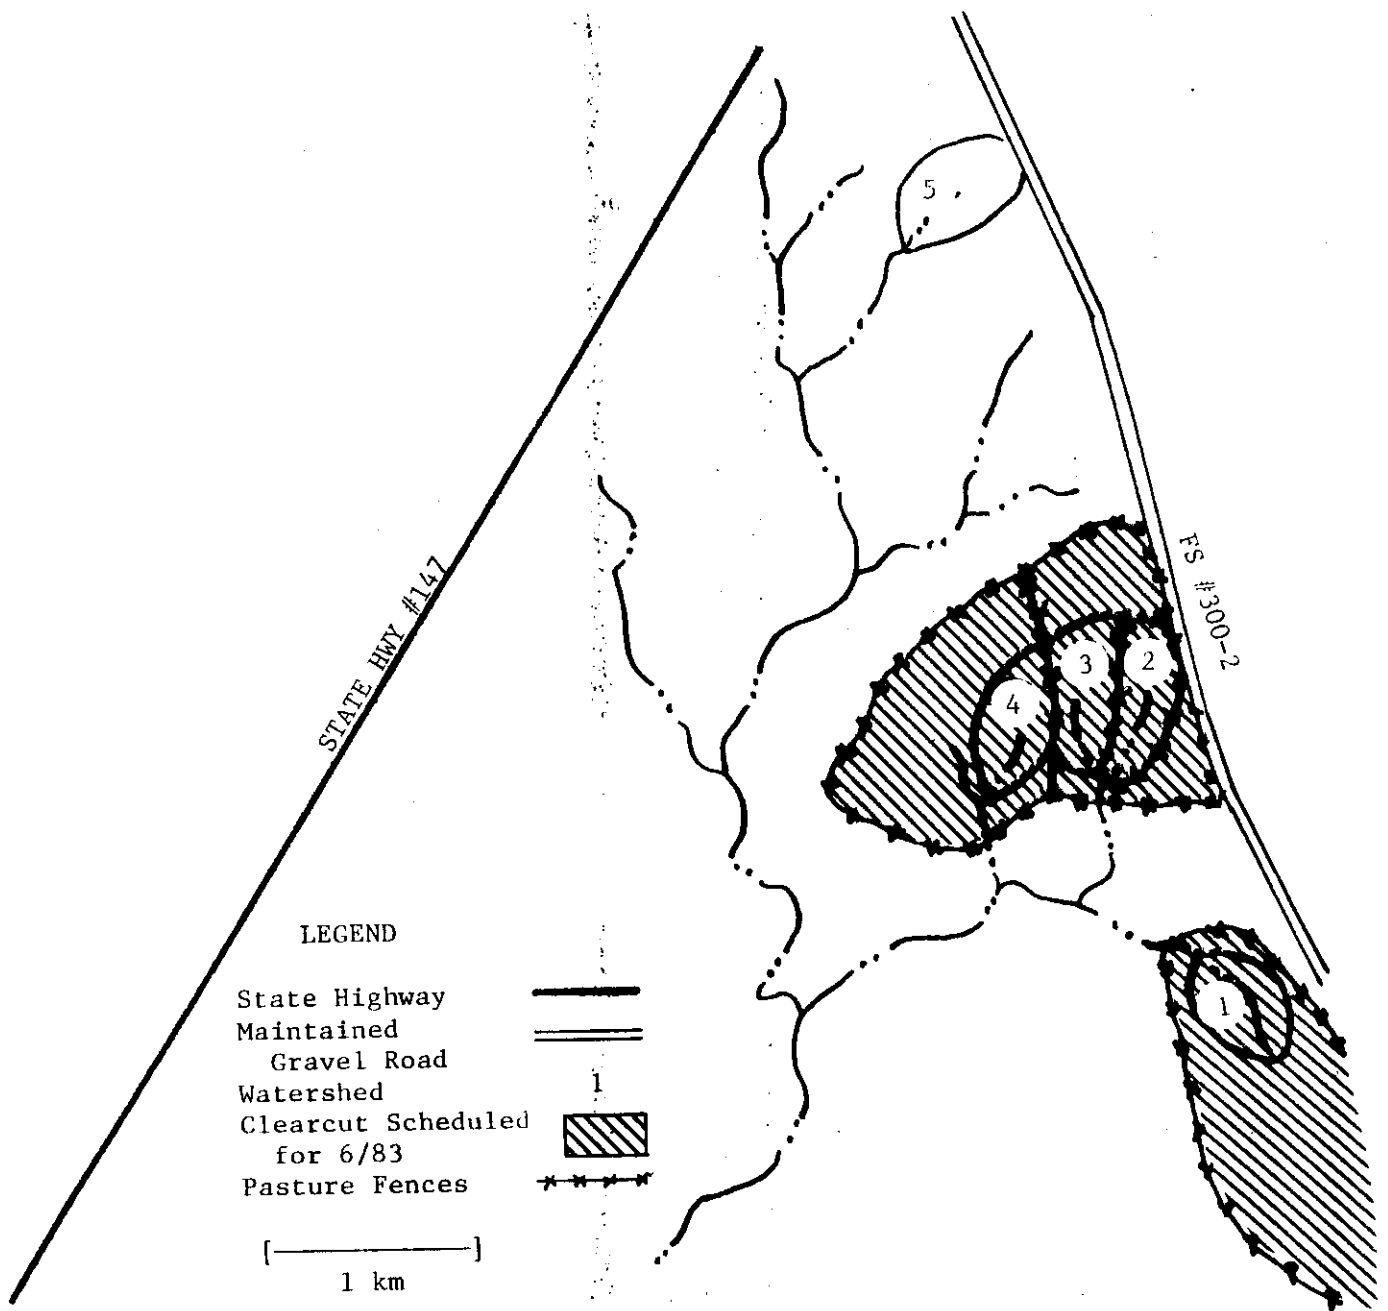 5
STATE HWY #147
FS #300-2
3
2
4
1
LEGEND
State Highway
Maintained
Gravel Road
Watershed 1
Clearcut Scheduled
for 6/83
Pasture Fences
1 km